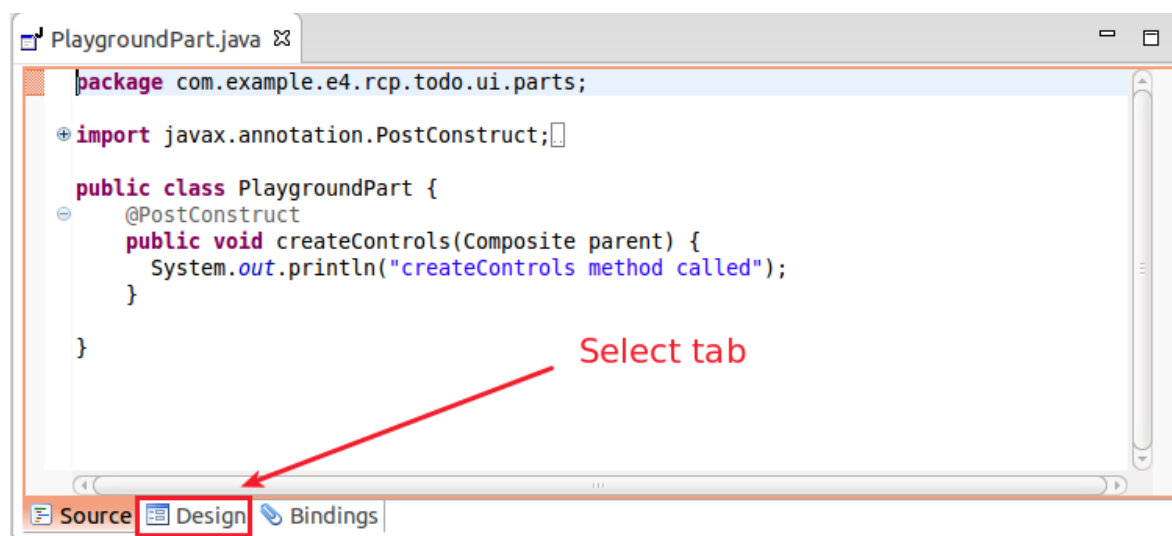 PlaygroundPart.java
package com.example.e4.rcp.todo.ui.parts;
import javax.annotation.PostConstruct;
public class PlaygroundPart {
@PostConstruct
public void createControls(Composite parent) {
System.out.println("createControls method called");
}
}
Select tab
Source Design Bindings